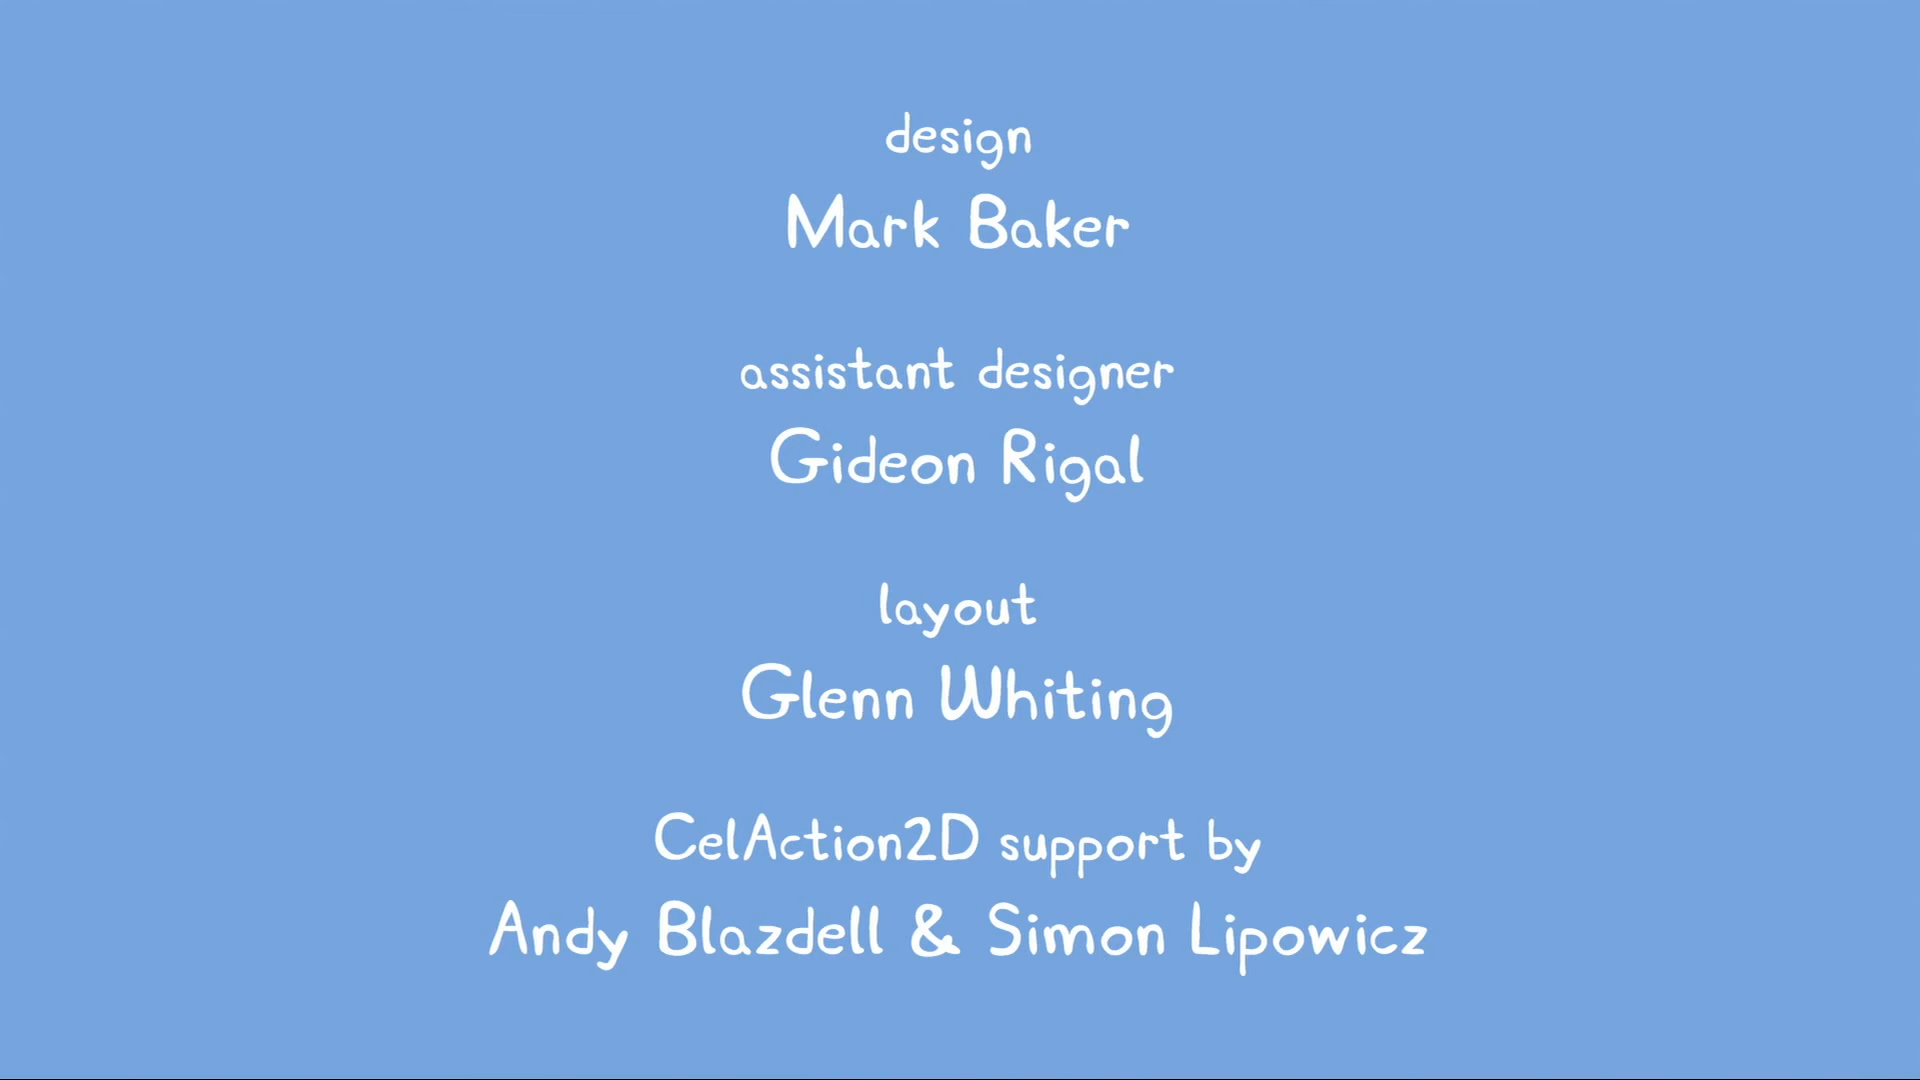 design
Mark Baker
assistant designer
Gideon Rigal
layout
Glenn Whiting
CelAction2D support by
Andy Blazdell & Simon Lipowicz